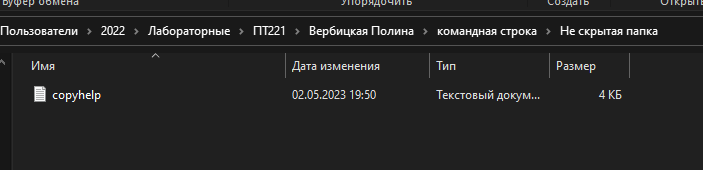 Буфер обмена Упорядочить Создать Открыть
Пользователи > 2022 > Лабораторные > ПТ221 > Вербицкая Полина > командная строка > Не скрытая папка
Имя Дата изменения Тип Размер
copyhelp 02.05.2023 19:50 Текстовый докум... 4 КБ